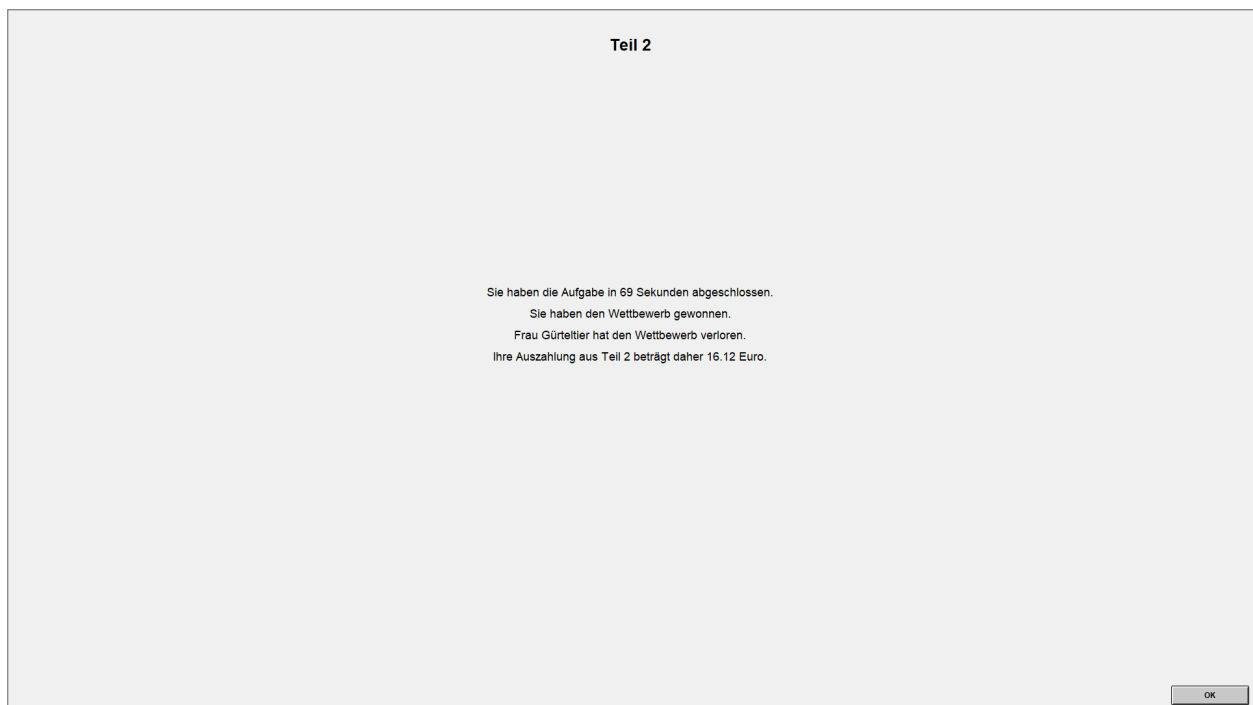 Teil 2
Sie haben die Aufgabe in 69 Sekunden abgeschlossen.
Sie haben den Wettbewerb gewonnen.
Frau Gürteltier hat den Wettbewerb verloren.
Ihre Auszahlung aus Teil 2 beträgt daher 16.12 Euro.
OK